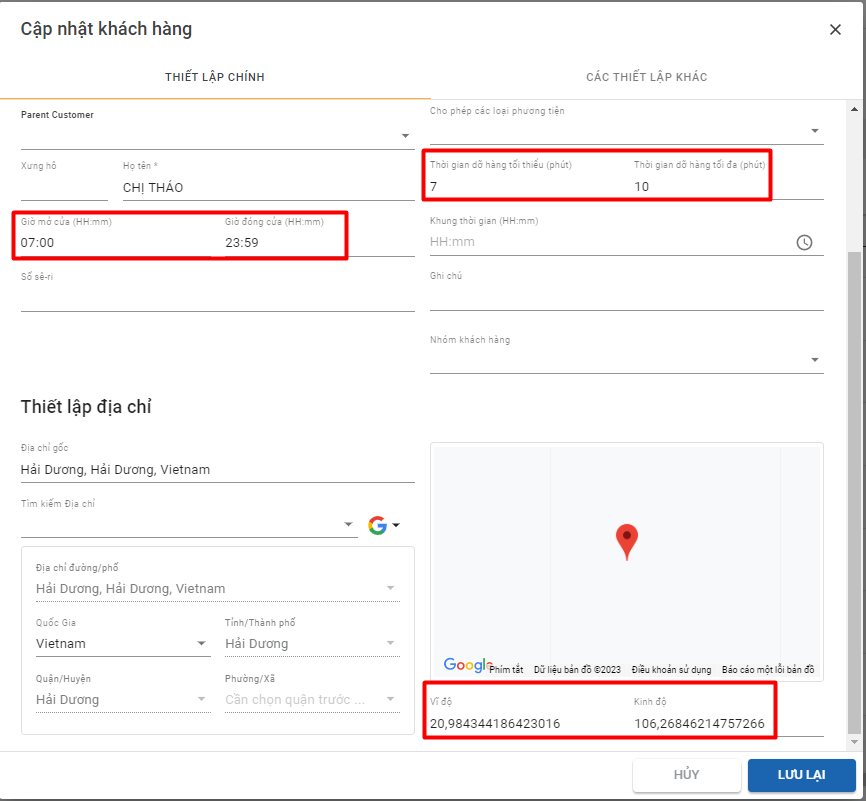 Cập nhật khách hàng
THIẾT LẬP CHÍNH
CÁC THIẾT LẬP KHÁC
Parent Customer
Cho phép các loại phương tiện
Xưng hô
Họ tên *
CHỊ THẢO
Thời gian dỡ hàng tối thiểu (phút)
7
Thời gian dỡ hàng tối đa (phút)
10
Giờ mở cửa (HH:mm)
07:00
Giờ đóng cửa (HH:mm)
23:59
Khung thời gian (HH:mm)
HH:mm
Số sê-ri
Ghi chú
Nhóm khách hàng
Thiết lập địa chỉ
Địa chỉ gốc
Hải Dương, Hải Dương, Vietnam
Tìm kiếm Địa chỉ
Địa chỉ đường/phố
Hải Dương, Hải Dương, Vietnam
Quốc Gia
Vietnam
Tỉnh/Thành phố
Hải Dương
Quận/Huyện
Hải Dương
Phường/Xã
Cần chọn quận trước ...
Google
Phím tắt
Dữ liệu bản đồ ©2023
Điều khoản sử dụng
Báo cáo một lỗi bản đồ
Vĩ độ
20,984344186423016
Kinh độ
106,26846214757266
HỦY
LƯU LẠI